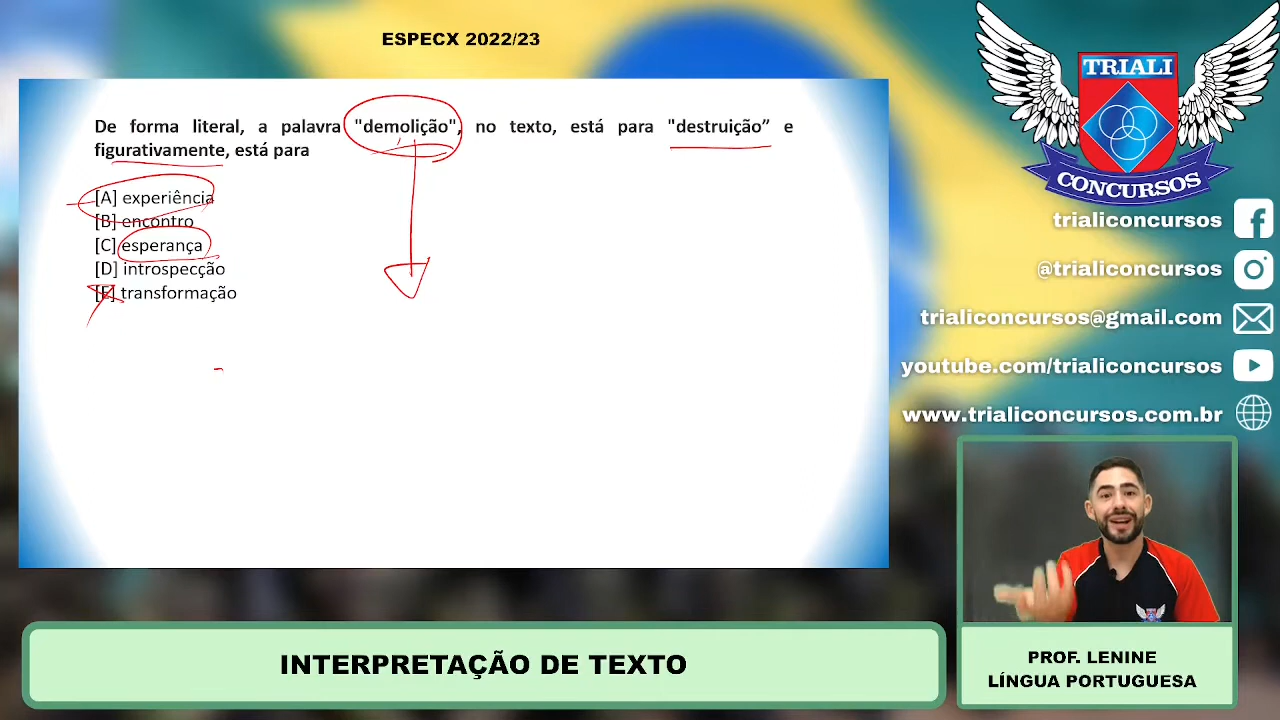 ESPECX 2022/23
De forma literal, a palavra "demolição", no texto, está para "destruição” e
figurativamente, está para
[A] experiência
[B] encontro
[C] esperança
[D] introspecção
[E] transformação
TRIALI
CONCURSOS
trialiconcursos
@trialiconcursos
trialiconcursos@gmail.com
youtube.com/trialiconcursos
www.trialiconcursos.com.br
INTERPRETAÇÃO DE TEXTO
PROF. LENINE
LÍNGUA PORTUGUESA